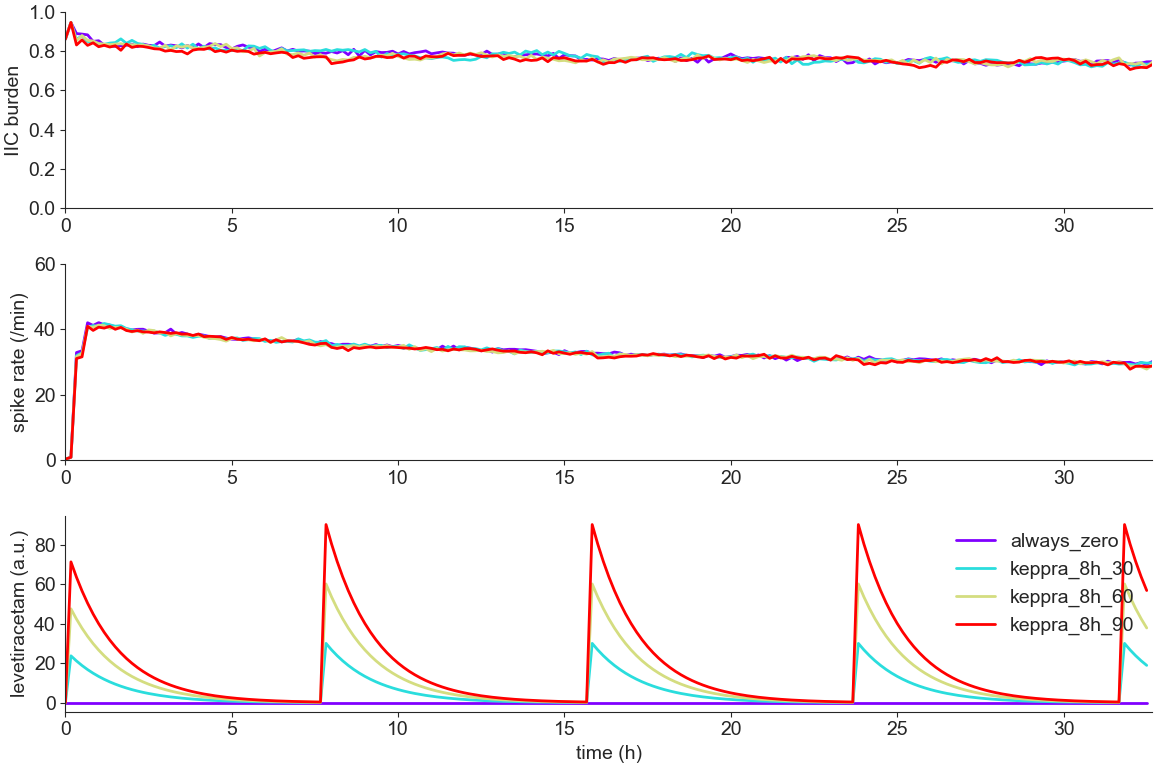 IIC burden
1.0
0.8
0.6
0.4
0.2
0.0
0 5 10 15 20 25 30
spike rate (/min)
60
40
20
0
0 5 10 15 20 25 30
levetiracetam (a.u.)
80
60
40
20
0
always_zero
keppra_8h_30
keppra_8h_60
keppra_8h_90
0 5 10 15 20 25 30
time (h)